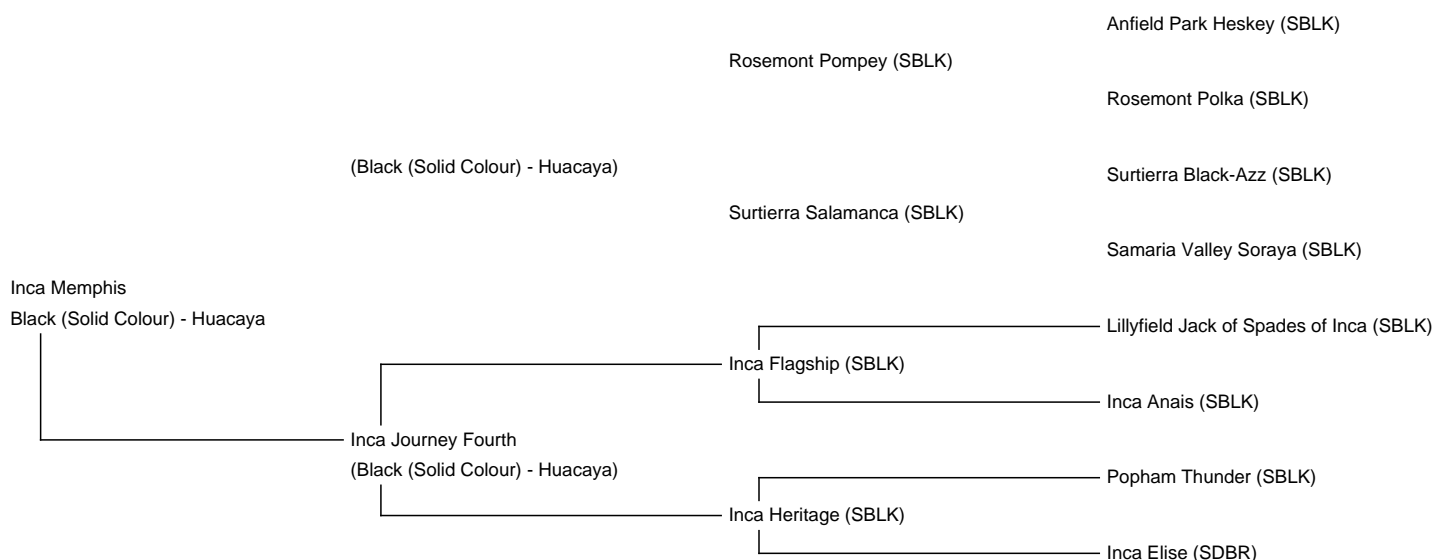 Anfield Park Heskey (SBLK)
Rosemont Pompey (SBLK)
Rosemont Polka (SBLK)
(Black (Solid Colour) - Huacaya)
Surtierra Black-Azz (SBLK)
Surtierra Salamanca (SBLK)
Samaria Valley Soraya (SBLK)
Inca Memphis
Black (Solid Colour) - Huacaya
Lillyfield Jack of Spades of Inca (SBLK)
Inca Flagship (SBLK)
Inca Anais (SBLK)
Inca Journey Fourth
(Black (Solid Colour) - Huacaya)
Popham Thunder (SBLK)
Inca Heritage (SBLK)
Inca Elise (SDBR)